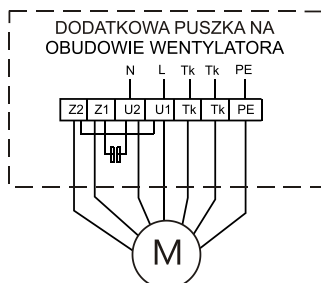 DODATKOWA PUSZKA NA
OBUDOWIE WENTYLATORA
N L Tk Tk PE
Z2 Z1 U2 U1 Tk Tk PE
M